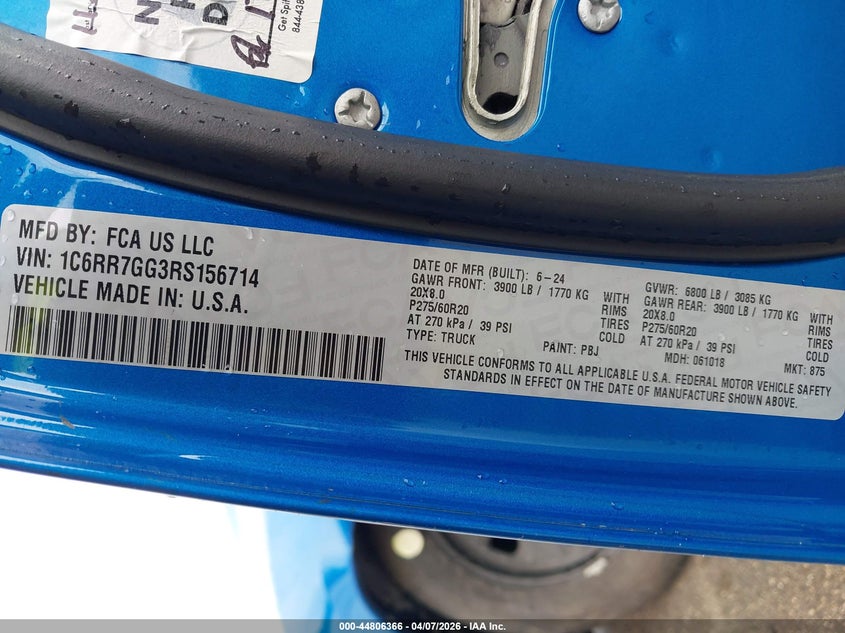 Get Spif
844-438
MFD BY: FCA US LLC
VIN: 1C6RR7GG3RS156714
VEHICLE MADE IN: U.S.A.
DATE OF MFR (BUILT): 6-24
GAWR FRONT: 3900 LB / 1770 KG WITH
20X8.0 RIMS
P275/60R20 TIRES
AT 270 kPa / 39 PSI COLD
TYPE: TRUCK PAINT: PBJ
GVWR: 6800 LB / 3085 KG
GAWR REAR: 3900 LB / 1770 KG WITH
20X8.0 RIMS
P275/60R20 TIRES
AT 270 kPa / 39 PSI COLD
MDH: 061018 MKT: 875
THIS VEHICLE CONFORMS TO ALL APPLICABLE U.S.A. FEDERAL MOTOR VEHICLE SAFETY
STANDARDS IN EFFECT ON THE DATE OF MANUFACTURE SHOWN ABOVE.
000-44806366 - 04/07/2026 - IAA Inc.